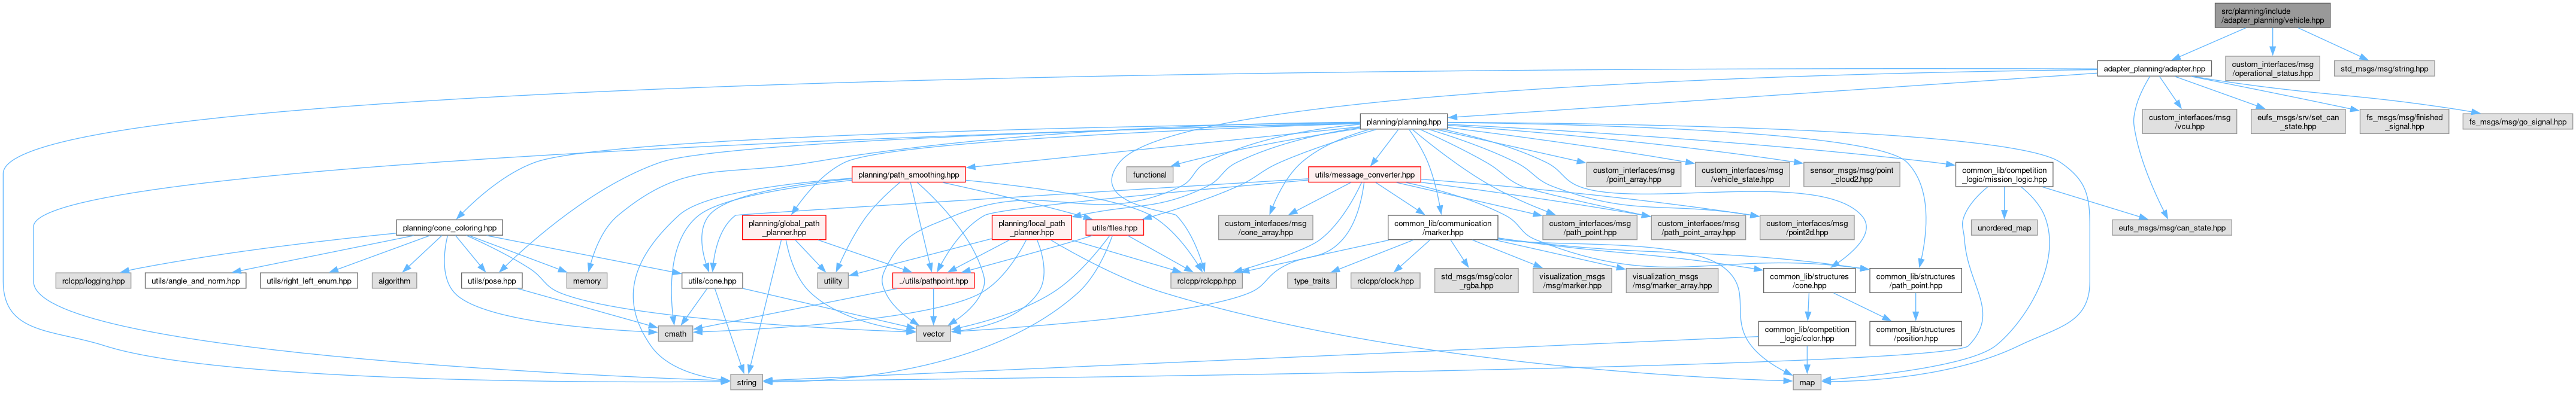 src/planning/include
/adapter_planning/vehicle.hpp
adapter_planning/adapter.hpp
custom_interfaces/msg
/operational_status.hpp
std_msgs/msg/string.hpp
planning/planning.hpp
custom_interfaces/msg
/vcu.hpp
eufs_msgs/srv/set_can
_state.hpp
fs_msgs/msg/finished
_signal.hpp
fs_msgs/msg/go_signal.hpp
planning/path_smoothing.hpp
functional
utils/message_converter.hpp
custom_interfaces/msg
/point_array.hpp
custom_interfaces/msg
/vehicle_state.hpp
sensor_msgs/msg/point
_cloud2.hpp
common_lib/competition
_logic/mission_logic.hpp
planning/cone_coloring.hpp
planning/global_path
_planner.hpp
planning/local_path
_planner.hpp
utils/files.hpp
custom_interfaces/msg
/cone_array.hpp
common_lib/communication
/marker.hpp
custom_interfaces/msg
/path_point.hpp
custom_interfaces/msg
/path_point_array.hpp
custom_interfaces/msg
/point2d.hpp
unordered_map
eufs_msgs/msg/can_state.hpp
rclcpp/logging.hpp
utils/angle_and_norm.hpp
utils/right_left_enum.hpp
algorithm
utils/pose.hpp
memory
utils/cone.hpp
utility
../utils/pathpoint.hpp
rclcpp/rclcpp.hpp
type_traits
rclcpp/clock.hpp
std_msgs/msg/color
_rgba.hpp
visualization_msgs
/msg/marker.hpp
visualization_msgs
/msg/marker_array.hpp
common_lib/structures
/cone.hpp
common_lib/structures
/path_point.hpp
cmath
vector
common_lib/competition
_logic/color.hpp
common_lib/structures
/position.hpp
string
map